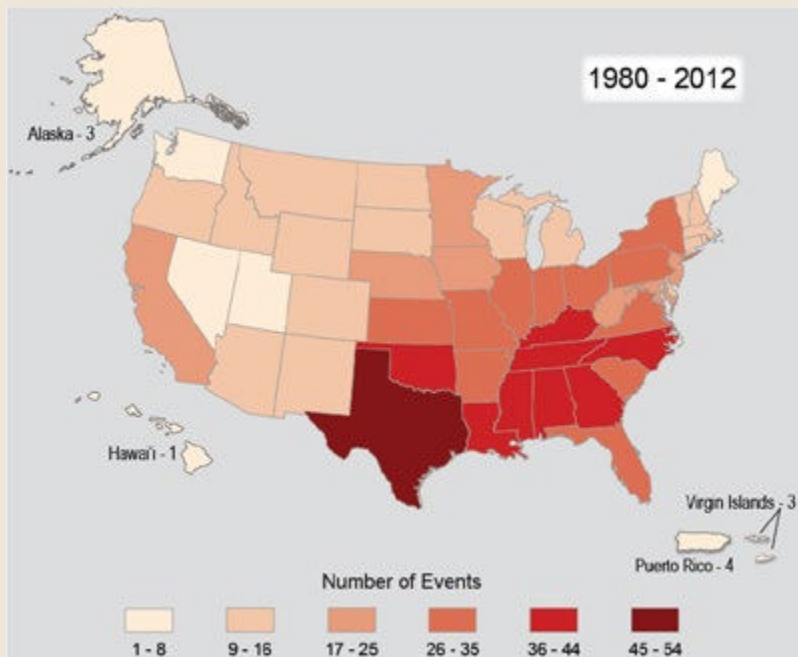 1980 - 2012
Alaska - 3
Hawai'i - 1
Virgin Islands - 3
Puerto Rico - 4
Number of Events
1 - 8
9 - 16
17 - 25
26 - 35
36 - 44
45 - 54